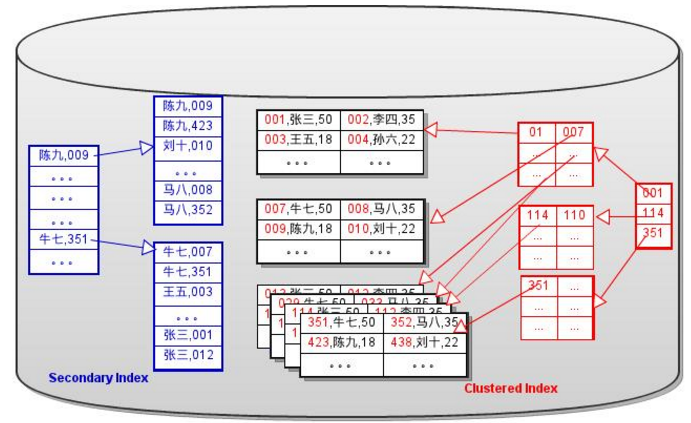 陈九,009
。。。
。。。
。。。
牛七,351
。。。
陈九,009
陈九,423
刘十,010
。。。
马八,008
马八,352
牛七,007
牛七,351
王五,003
。。。
张三,001
张三,012
Secondary Index
001,张三,50 002,李四,35
003,王五,18 004,孙六,22
。。。 。。。
007,牛七,50 008,马八,35
009,陈九,18 010,刘十,22
。。。 。。。
351,牛七,50 352,马八,35
423,陈九,18 438,刘十,22
。。。 。。。
01 007
... ...
... ...
114 110
... ...
... ...
351 ...
... ...
... ...
001
114
351
Clustered Index